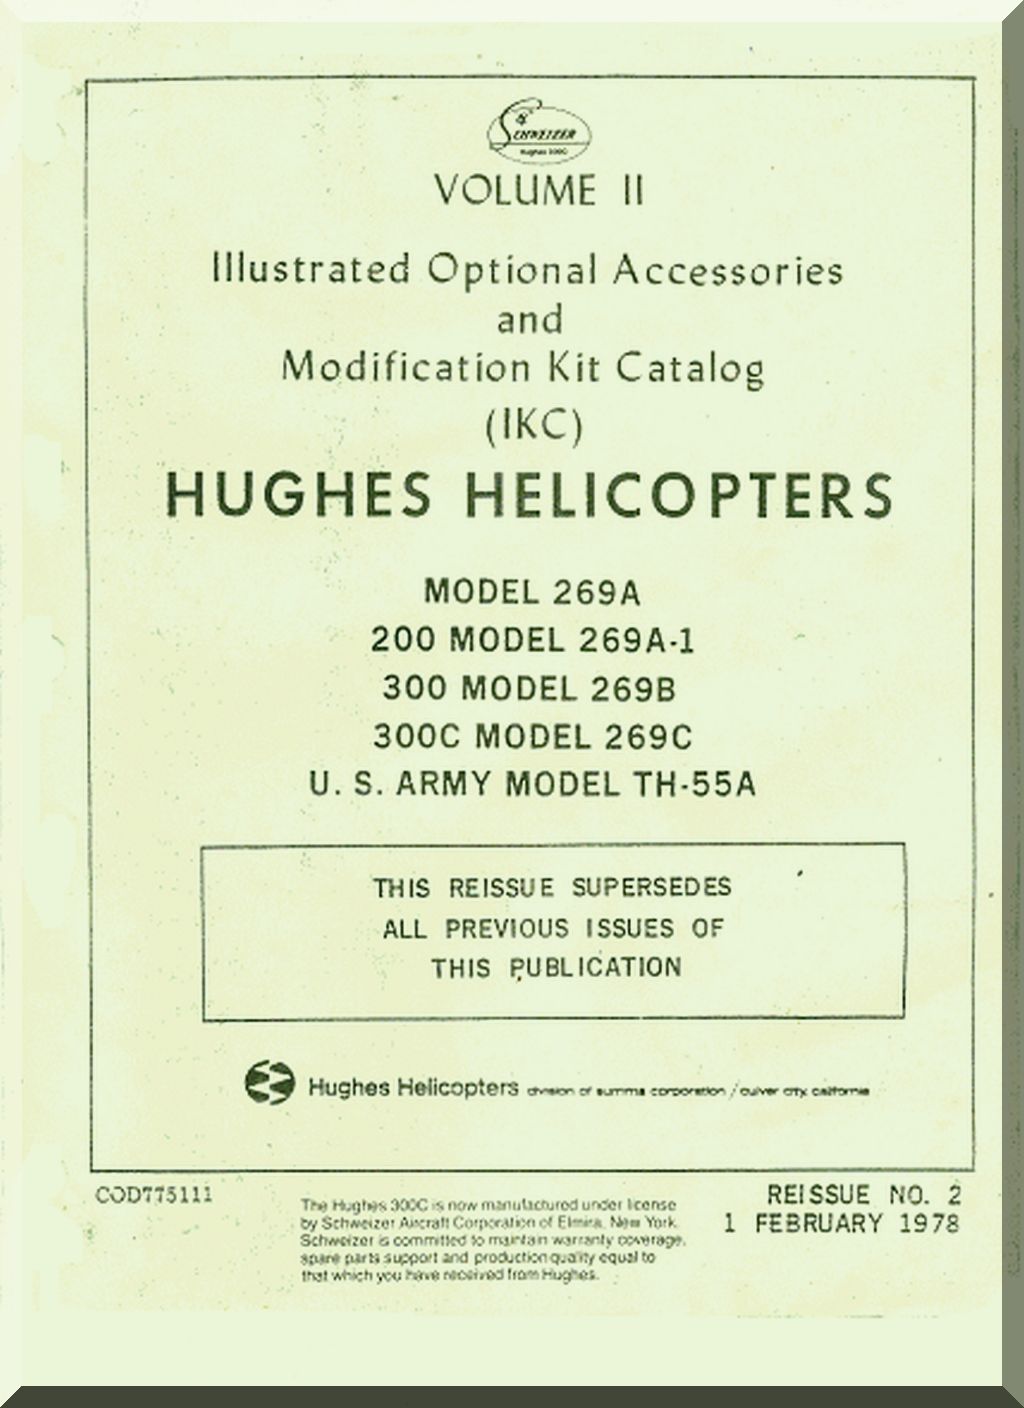 SCHWEIZER
Hughes 300C
VOLUME II
Illustrated Optional Accessories
and
Modification Kit Catalog
(IKC)
HUGHES HELICOPTERS
MODEL 269A
200 MODEL 269A-1
300 MODEL 269B
300C MODEL 269C
U. S. ARMY MODEL TH-55A
THIS REISSUE SUPERSEDES
ALL PREVIOUS ISSUES OF
THIS PUBLICATION
Hughes Helicopters division of summa corporation / culver city, california
COD775111
REISSUE NO. 2
1 FEBRUARY 1978
The Hughes 300C is now manufactured under license
by Schweizer Aircraft Corporation of Elmira, New York.
Schweizer is committed to maintain warranty coverage,
spare parts support and production quality equal to
that which you have received from Hughes.